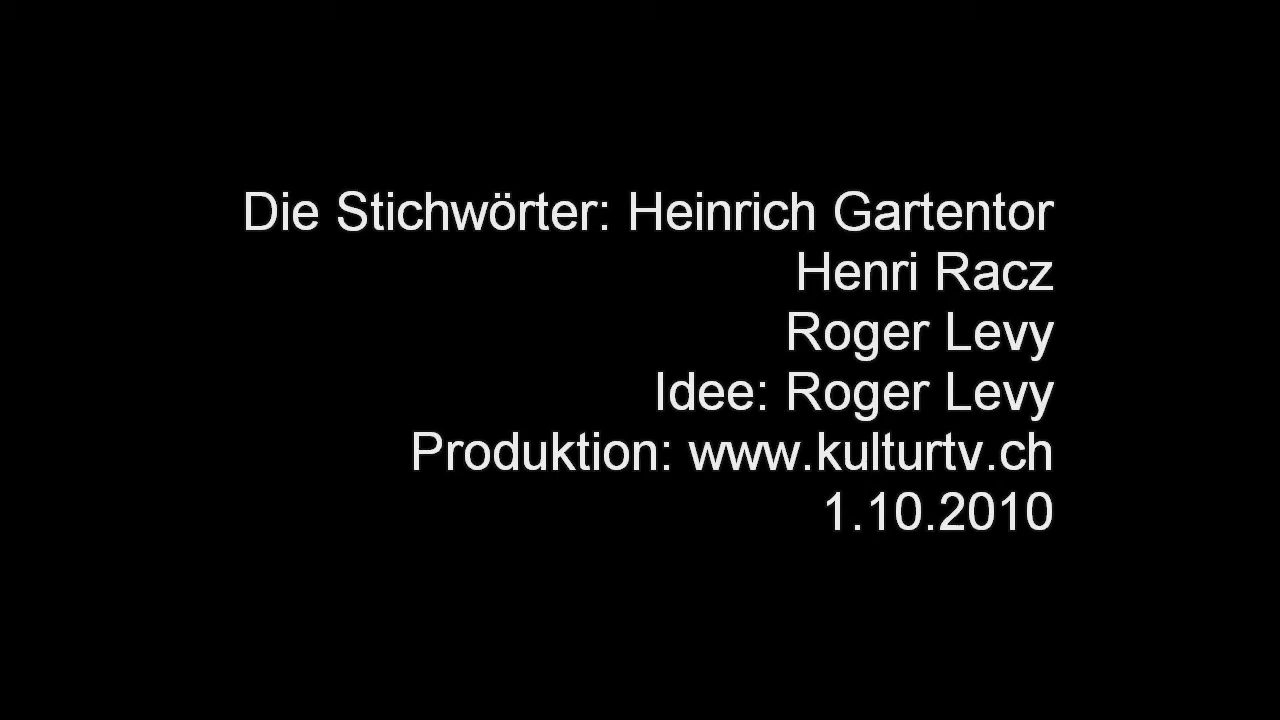 Die Stichwörter: Heinrich Gartentor
Henri Racz
Roger Levy
Idee: Roger Levy
Produktion: www.kulturtv.ch
1.10.2010